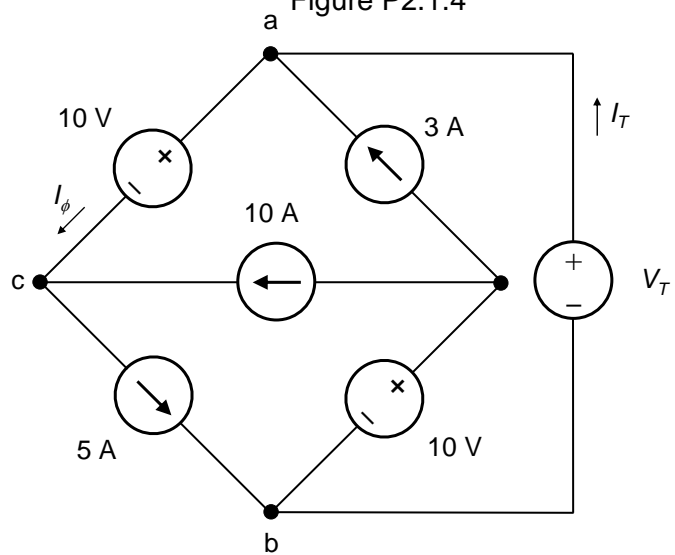 Figure P2.1.4
a
10 V
3 A
I_T
I_ϕ
10 A
c
+
−
V_T
5 A
10 V
b